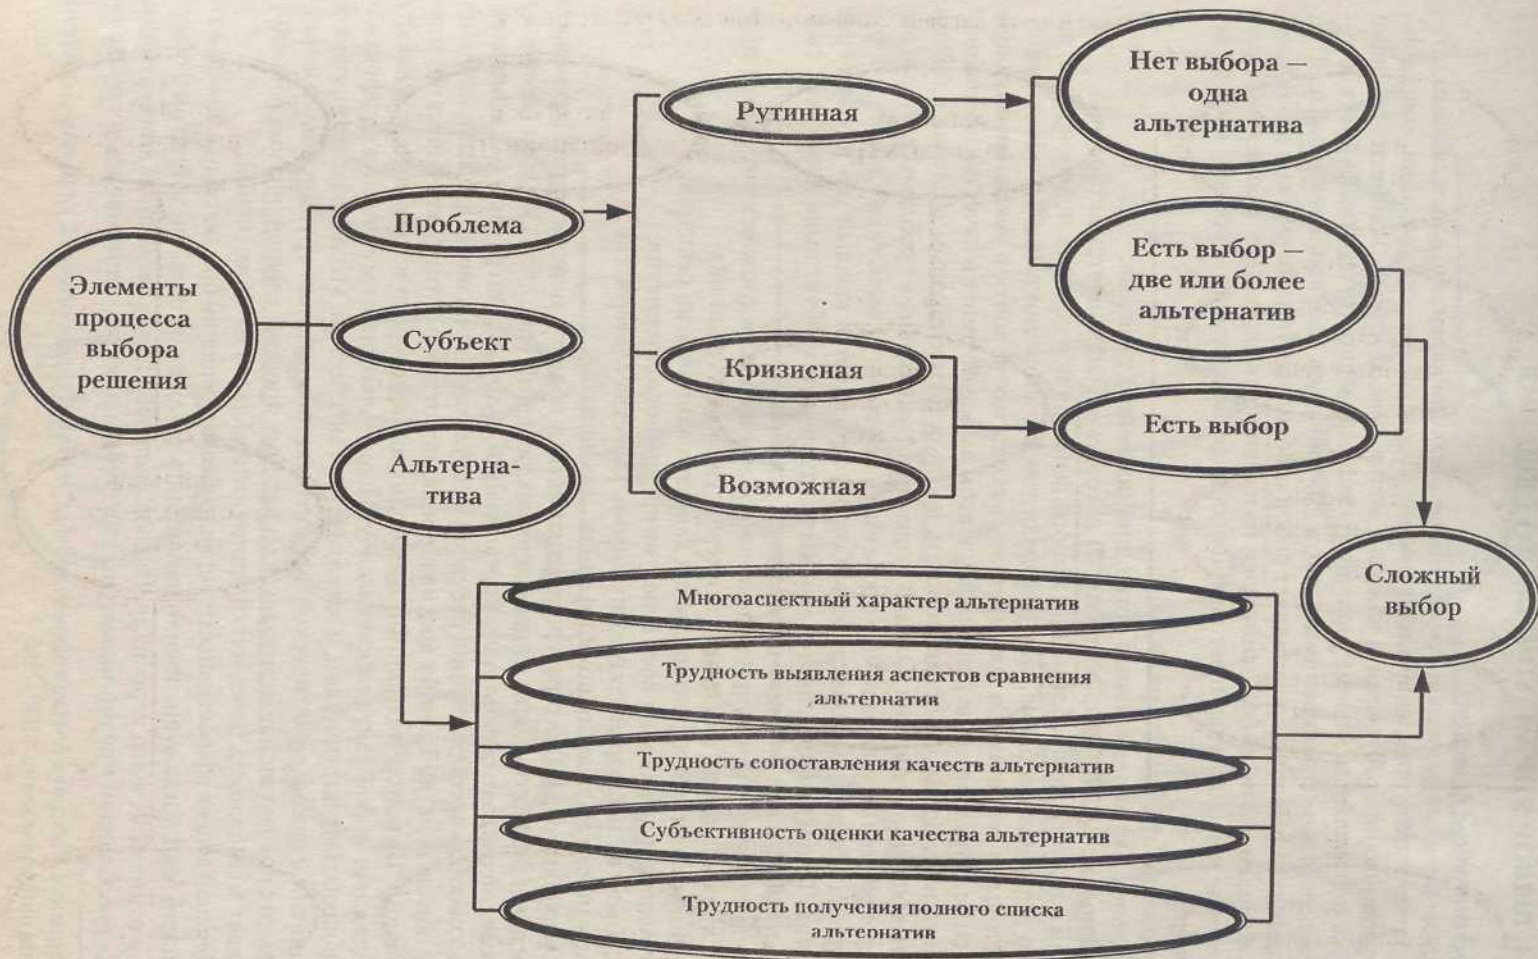 Элементы
процесса
выбора
решения
Проблема
Субъект
Альтерна-
тива
Рутинная
Кризисная
Возможная
Нет выбора —
одна
альтернатива
Есть выбор —
две или более
альтернатив
Есть выбор
Сложный
выбор
Многоаспектный характер альтернатив
Трудность выявления аспектов сравнения
альтернатив
Трудность сопоставления качеств альтернатив
Субъективность оценки качества альтернатив
Трудность получения полного списка
альтернатив